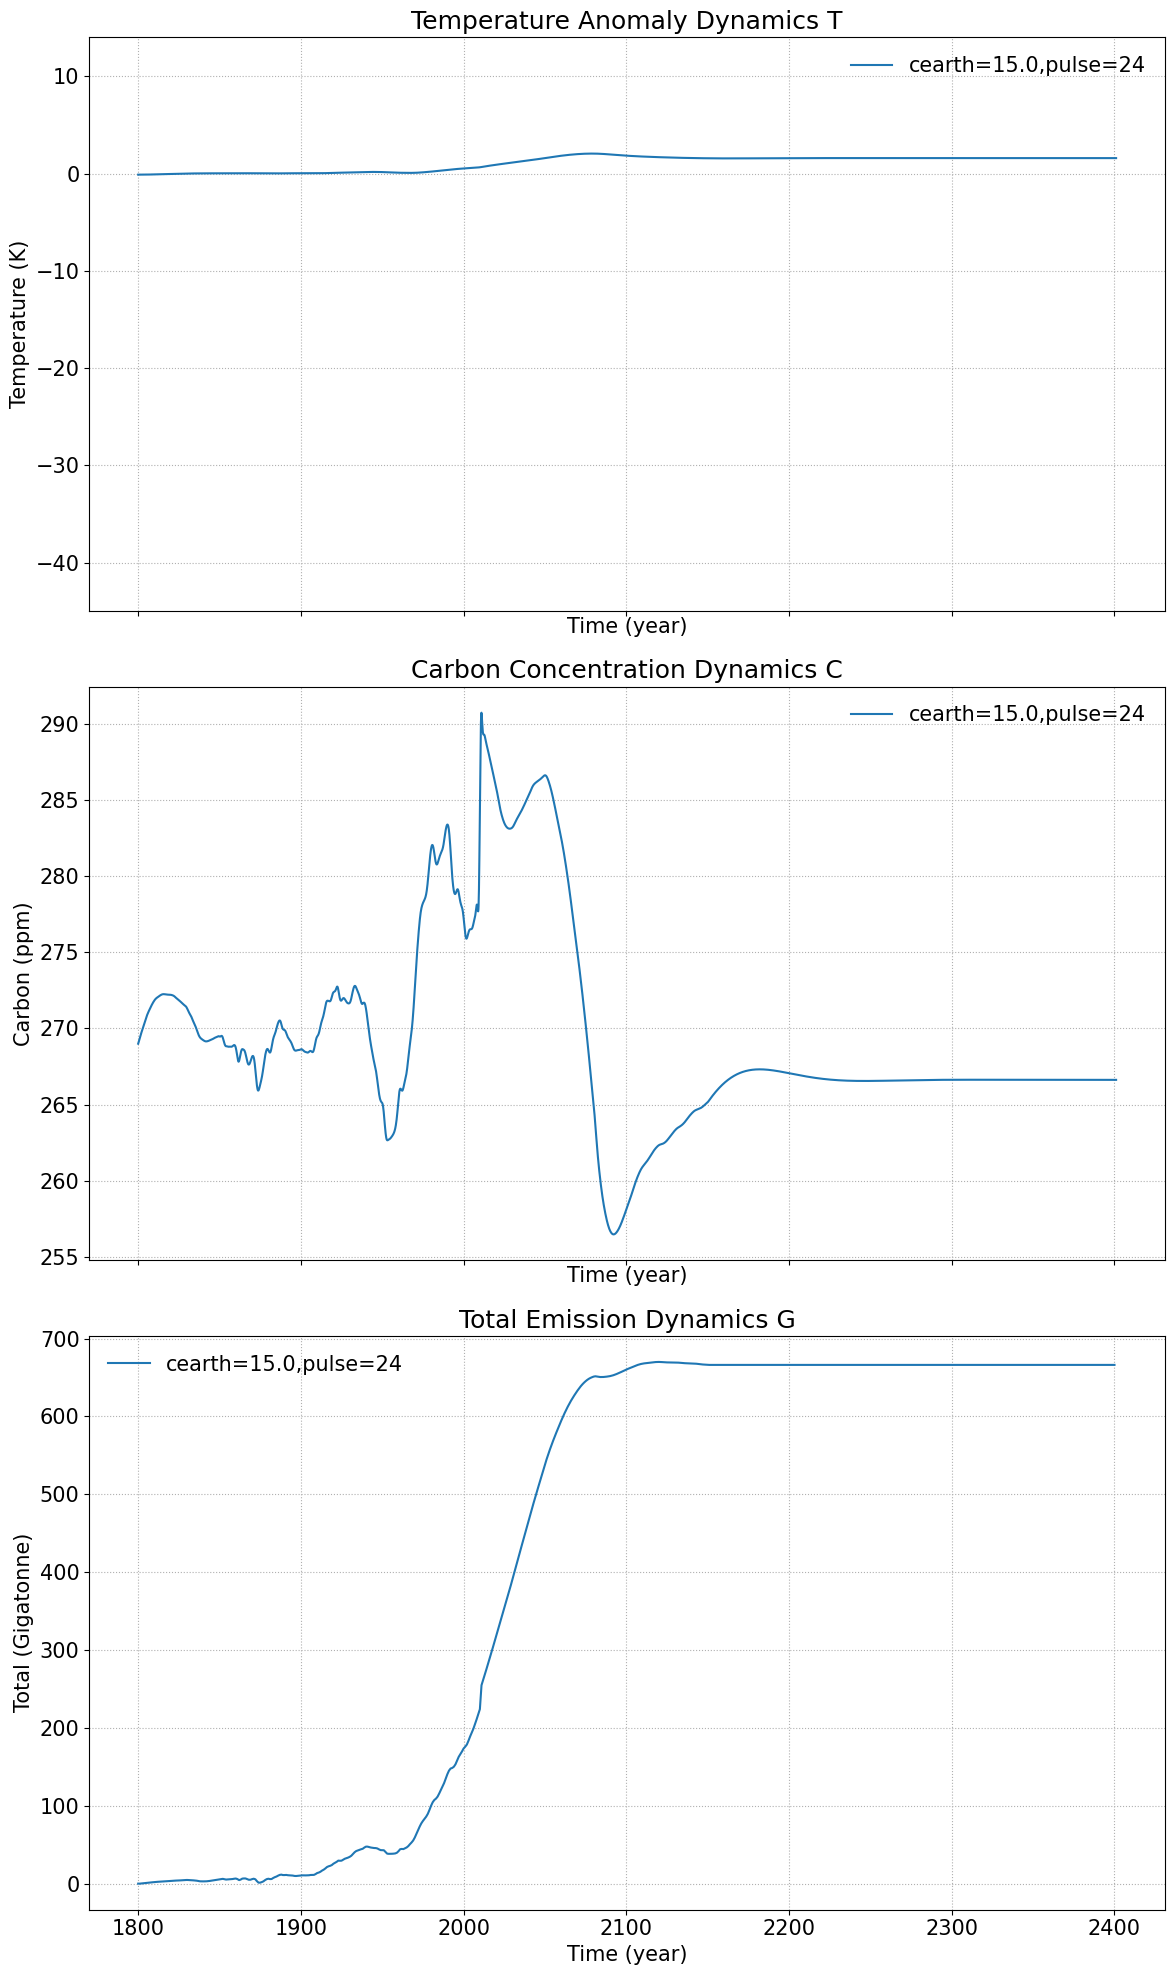 Temperature Anomaly Dynamics T
cearth=15.0,pulse=24
10
0
−10
−20
−30
−40
Temperature (K)
Time (year)
Carbon Concentration Dynamics C
cearth=15.0,pulse=24
290
285
280
275
270
265
260
255
Carbon (ppm)
Time (year)
Total Emission Dynamics G
cearth=15.0,pulse=24
700
600
500
400
300
200
100
0
Total (Gigatonne)
1800 1900 2000 2100 2200 2300 2400
Time (year)